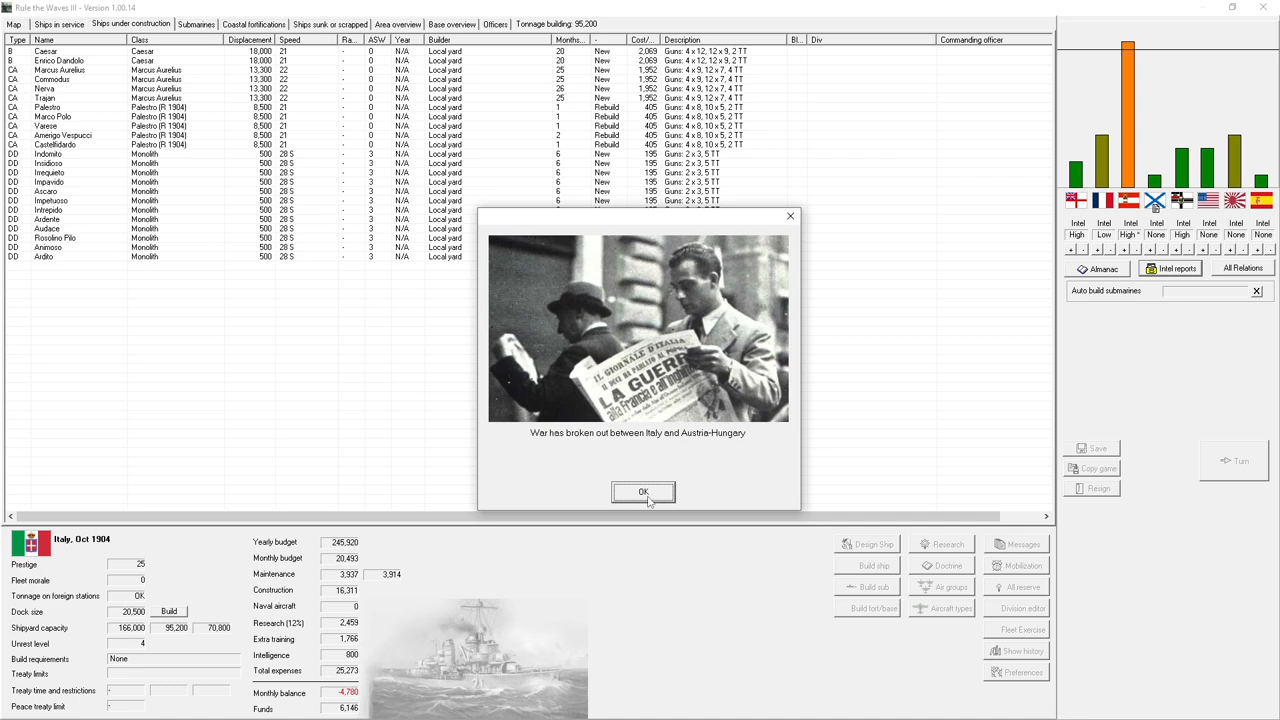 Rule the Waves III - Version 1.00.14
Map Ships in service Ships under construction Submarines Coastal fortifications Ships sunk or scrapped Area overview Base overview Officers Tonnage building: 95,200
Type Name Class Displacement Speed Ra... ASW Year Builder Months... - Cost/... Description Bl... Div Commanding officer
B Caesar Caesar 18,000 21 - 0 N/A Local yard 20 New 2,069 Guns: 4 x 12, 12 x 9, 2 TT
B Enrico Dandolo Caesar 18,000 21 - 0 N/A Local yard 20 New 2,069 Guns: 4 x 12, 12 x 9, 2 TT
CA Marcus Aurelius Marcus Aurelius 13,300 22 - 0 N/A Local yard 25 New 1,952 Guns: 4 x 9, 12 x 7, 4 TT
CA Commodus Marcus Aurelius 13,300 22 - 0 N/A Local yard 25 New 1,952 Guns: 4 x 9, 12 x 7, 4 TT
CA Nerva Marcus Aurelius 13,300 22 - 0 N/A Local yard 26 New 1,952 Guns: 4 x 9, 12 x 7, 4 TT
CA Trajan Marcus Aurelius 13,300 22 - 0 N/A Local yard 25 New 1,952 Guns: 4 x 9, 12 x 7, 4 TT
CA Palestro Palestro (R 1904) 8,500 21 - 0 N/A Local yard 1 Rebuild 405 Guns: 4 x 8, 10 x 5, 2 TT
CA Marco Polo Palestro (R 1904) 8,500 21 - 0 N/A Local yard 1 Rebuild 405 Guns: 4 x 8, 10 x 5, 2 TT
CA Varese Palestro (R 1904) 8,500 21 - 0 N/A Local yard 1 Rebuild 405 Guns: 4 x 8, 10 x 5, 2 TT
CA Amerigo Vespucci Palestro (R 1904) 8,500 21 - 0 N/A Local yard 2 Rebuild 405 Guns: 4 x 8, 10 x 5, 2 TT
CA Castelfidardo Palestro (R 1904) 8,500 21 - 0 N/A Local yard 1 Rebuild 405 Guns: 4 x 8, 10 x 5, 2 TT
DD Indomito Monolith 500 28 S - 3 N/A Local yard 6 New 195 Guns: 2 x 3, 5 TT
DD Insidioso Monolith 500 28 S - 3 N/A Local yard 6 New 195 Guns: 2 x 3, 5 TT
DD Irrequieto Monolith 500 28 S - 3 N/A Local yard 6 New 195 Guns: 2 x 3, 5 TT
DD Impavido Monolith 500 28 S - 3 N/A Local yard 6 New 195 Guns: 2 x 3, 5 TT
DD Ascaro Monolith 500 28 S - 3 N/A Local yard 6 New 195 Guns: 2 x 3, 5 TT
DD Impetuoso Monolith 500 28 S - 3 N/A Local yard 6 New 195 Guns: 2 x 3, 5 TT
DD Intrepido Monolith 500 28 S - 3 N/A Local yard
DD Ardente Monolith 500 28 S - 3 N/A Local yard
DD Audace Monolith 500 28 S - 3 N/A Local yard
DD Rosolino Pilo Monolith 500 28 S - 3 N/A Local yard
DD Animoso Monolith 500 28 S - 3 N/A Local yard
DD Ardito Monolith 500 28 S - 3 N/A Local yard
IL GIORNALE D'ITALIA
LA GUERRA
alla Francia e
War has broken out between Italy and Austria-Hungary
OK
Intel Intel Intel Intel Intel Intel Intel Intel
High Low High * None High None None None
+ - + - + - + - + - + - + - + -
Almanac Intel reports All Relations
Auto build submarines
Save
Copy game
Resign
Turn
Italy, Oct 1904
Prestige 25
Fleet morale 0
Tonnage on foreign stations OK
Dock size 20,500 Build
Shipyard capacity 166,000 95,200 70,800
Unrest level 4
Build requirements None
Treaty limits
Treaty time and restrictions -
Peace treaty limit -
Yearly budget 245,920
Monthly budget 20,493
Maintenance 3,937 3,914
Construction 16,311
Naval aircraft 0
Research (12%) 2,459
Extra training 1,766
Intelligence 800
Total expenses 25,273
Monthly balance -4,780
Funds 6,146
Design Ship Research Messages
Build ship Doctrine Mobilization
Build sub Air groups All reserve
Build fort/base Aircraft types Division editor
Fleet Exercise
Show history
Preferences